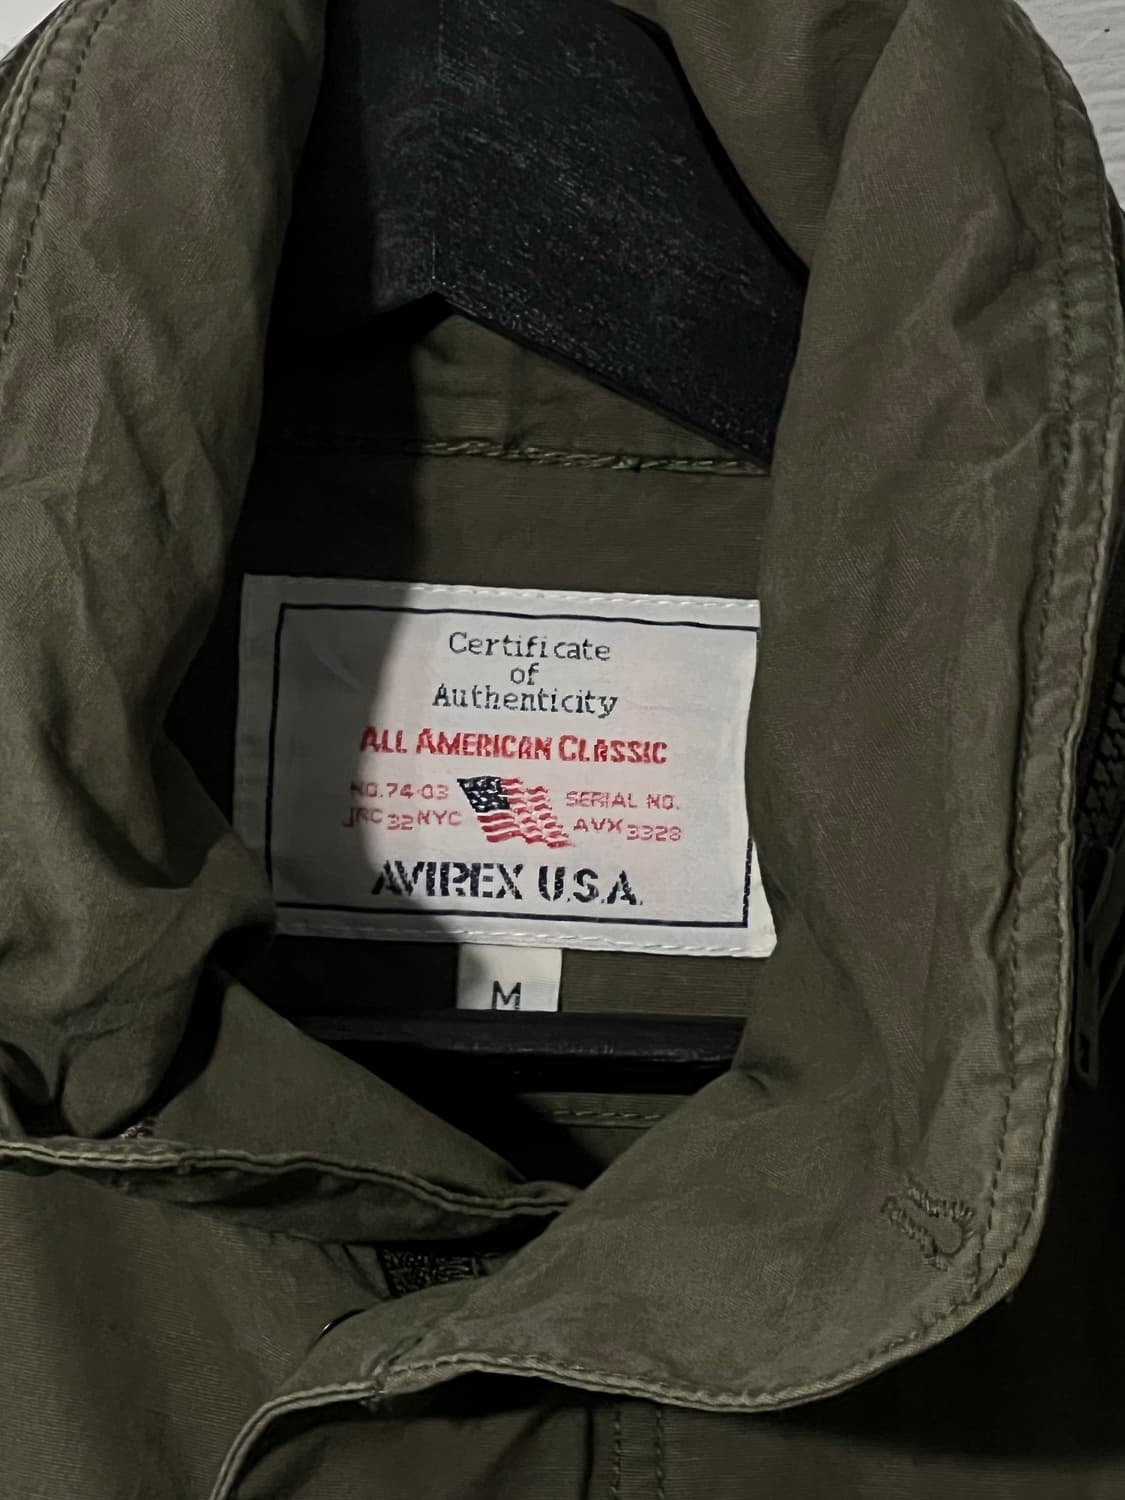 Certificate
of
Authenticity
ALL AMERICAN CLASSIC
NO.74-03 SERIAL NO.
JRC 32 NYC AVX 3328
AVIREX U.S.A.
M